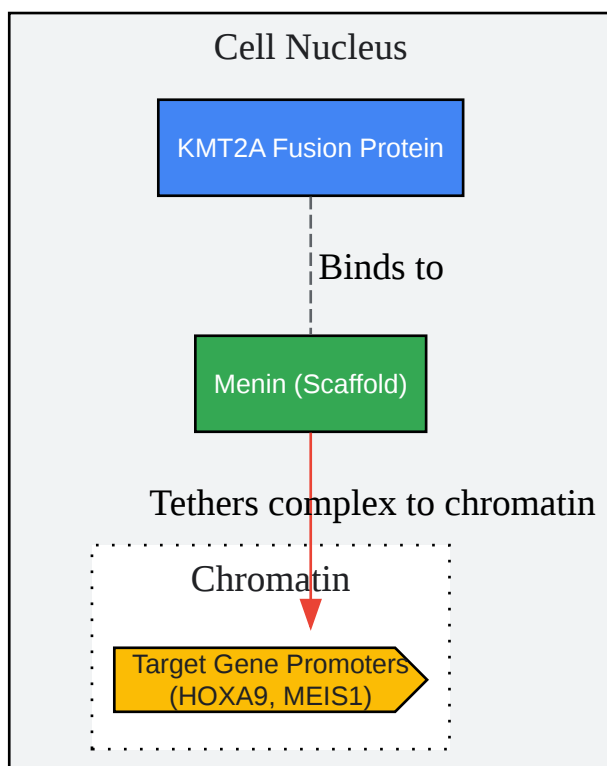 Cell Nucleus
KMT2A Fusion Protein
Binds to
Menin (Scaffold)
Tethers complex to chromatin
Chromatin
Target Gene Promoters
(HOXA9, MEIS1)